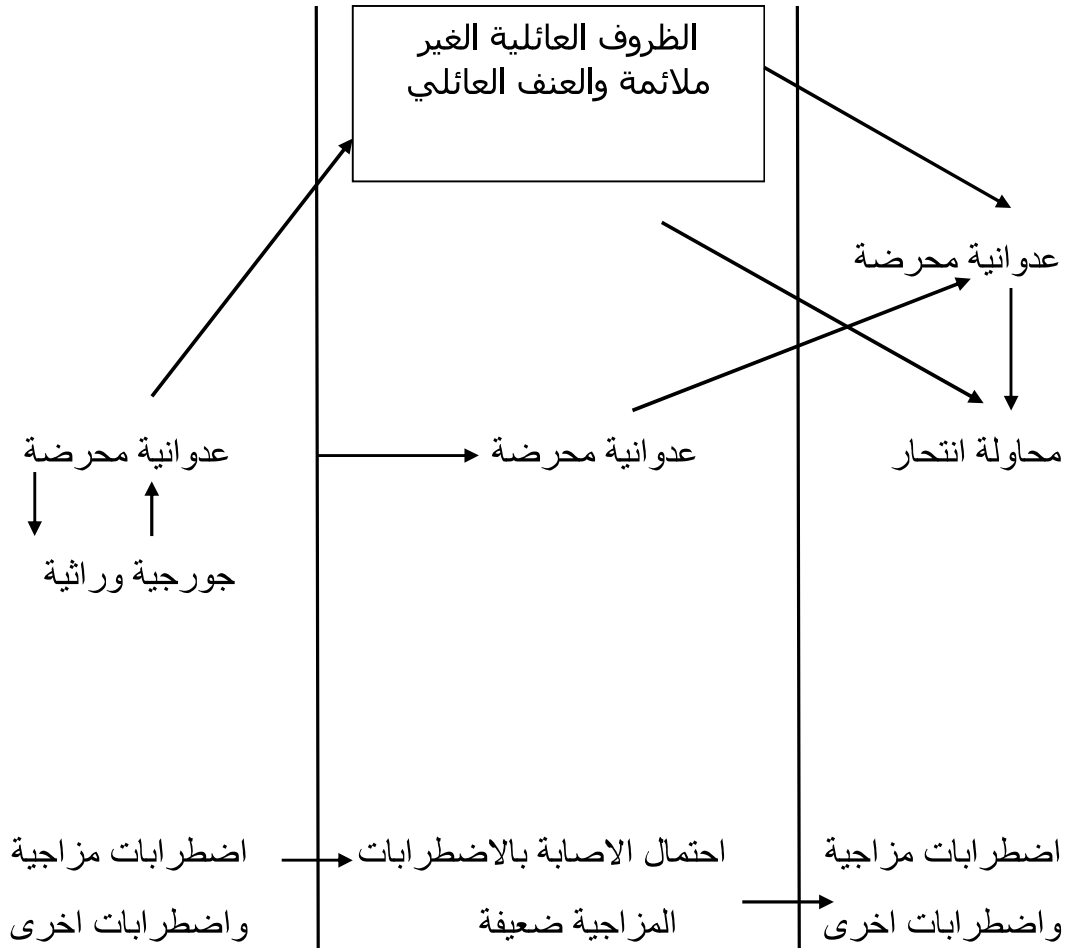 الظروف العائلية الغير
ملائمة والعنف العائلي
عدوانية محرضة
محاولة انتحار
عدوانية محرضة
عدوانية محرضة
جورجية وراثية
اضطرابات مزاجية
واضطرابات اخرى
احتمال الاصابة بالاضطرابات
المزاجية ضعيفة
اضطرابات مزاجية
واضطرابات اخرى